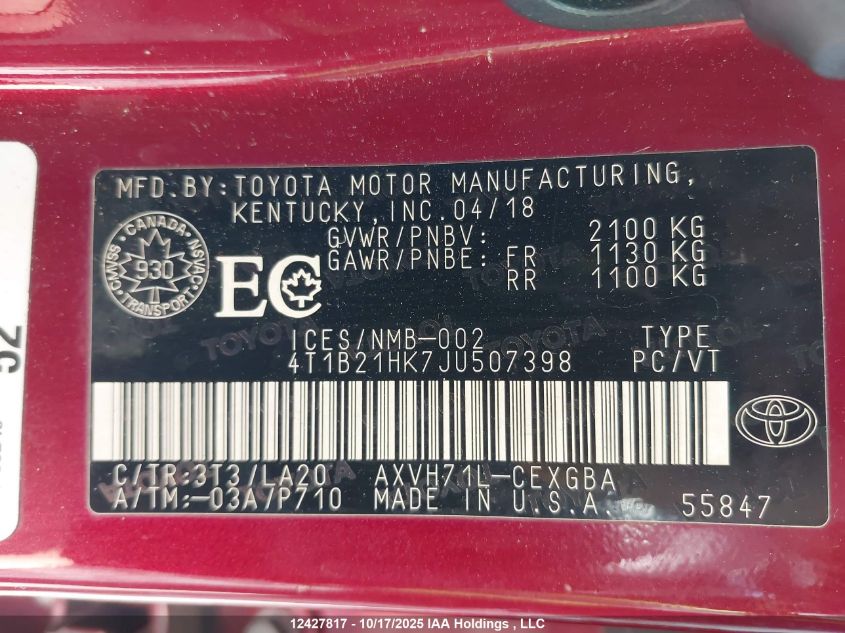 MFD.BY:TOYOTA MOTOR MANUFACTURING,
KENTUCKY,INC.04/18
GVWR/PNBV: 2100 KG
GAWR/PNBE: FR 1130 KG
RR 1100 KG
CANADA
CMVSS
930
NSVAC
TRANSPORT
EC
ICES/NMB-002 TYPE
4T1B21HK7JU507398 PC/VT
C/TR:3T3/LA20 AXVH71L-CEXGBA
A/TM:-03A7P710 MADE IN U.S.A. 55847
52
12427817 - 10/17/2025 IAA Holdings , LLC